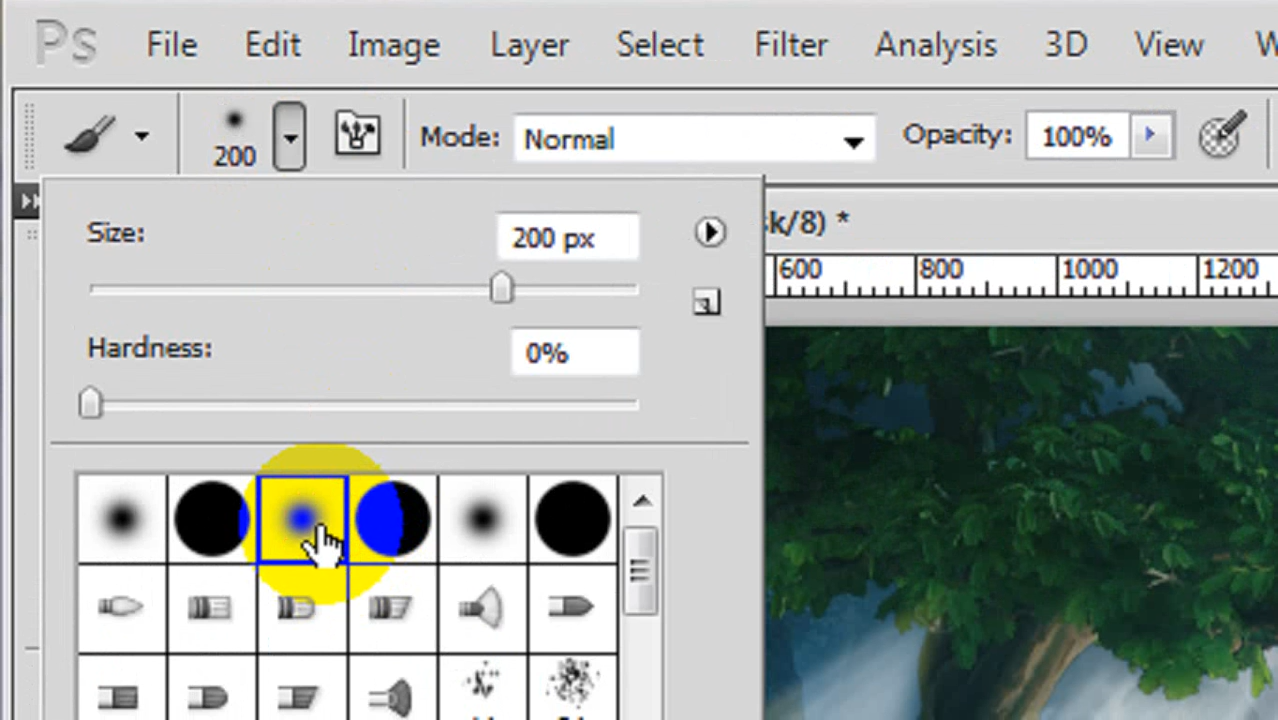 Ps File Edit Image Layer Select Filter Analysis 3D View
200 Mode: Normal Opacity: 100%
sk/8) *
Size: 200 px
600 800 1000 1200
Hardness: 0%